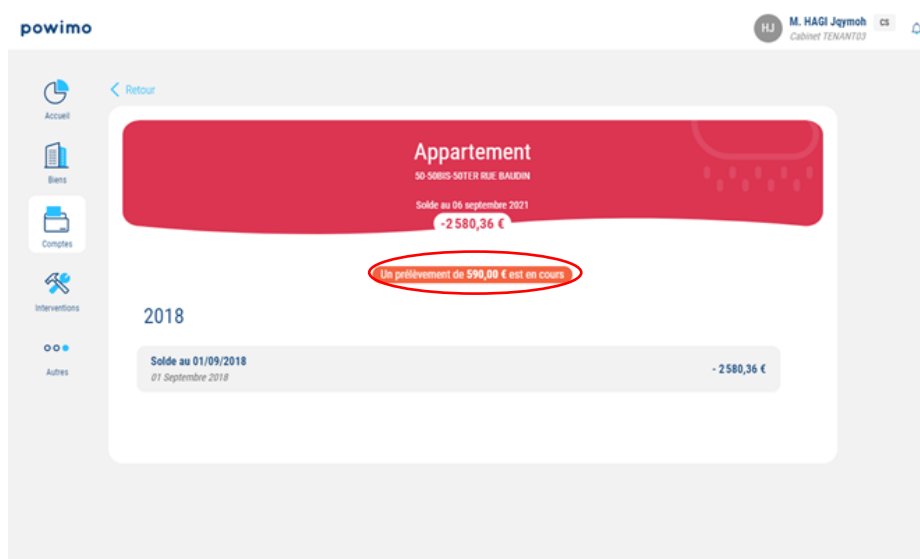 powimo
HJ
M. HAGI Jqymoh
CS
Cabinet TENANT03
Retour
Accueil
Biens
Comptes
Interventions
Autres
Appartement
50-50BIS-50TER RUE BAUDIN
Solde au 06 septembre 2021
-2 580,36 €
Un prélèvement de 590,00 € est en cours
2018
Solde au 01/09/2018
01 Septembre 2018
- 2 580,36 €